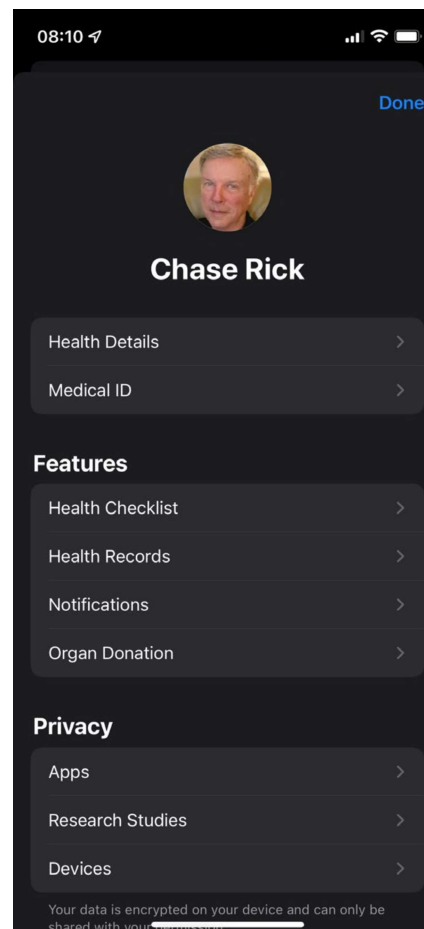 08:10
Done
Chase Rick
Health Details
Medical ID
Features
Health Checklist
Health Records
Notifications
Organ Donation
Privacy
Apps
Research Studies
Devices
Your data is encrypted on your device and can only be
shared with your permission